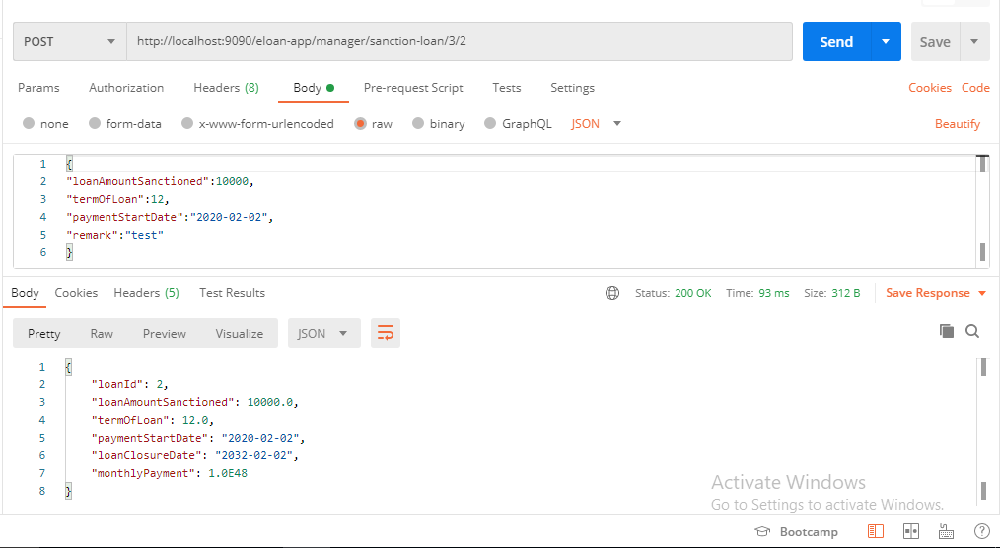 POST http://localhost:9090/eloan-app/manager/sanction-loan/3/2 Send Save
Params Authorization Headers (8) Body Pre-request Script Tests Settings Cookies Code
none form-data x-www-form-urlencoded raw binary GraphQL JSON Beautify
1 {
2 "loanAmountSanctioned":10000,
3 "termOfLoan":12,
4 "paymentStartDate":"2020-02-02",
5 "remark":"test"
6 }
Body Cookies Headers (5) Test Results Status: 200 OK Time: 93 ms Size: 312 B Save Response
Pretty Raw Preview Visualize JSON
1 {
2 "loanId": 2,
3 "loanAmountSanctioned": 10000.0,
4 "termOfLoan": 12.0,
5 "paymentStartDate": "2020-02-02",
6 "loanClosureDate": "2032-02-02",
7 "monthlyPayment": 1.0E48
8 }
Activate Windows
Go to Settings to activate Windows.
Bootcamp